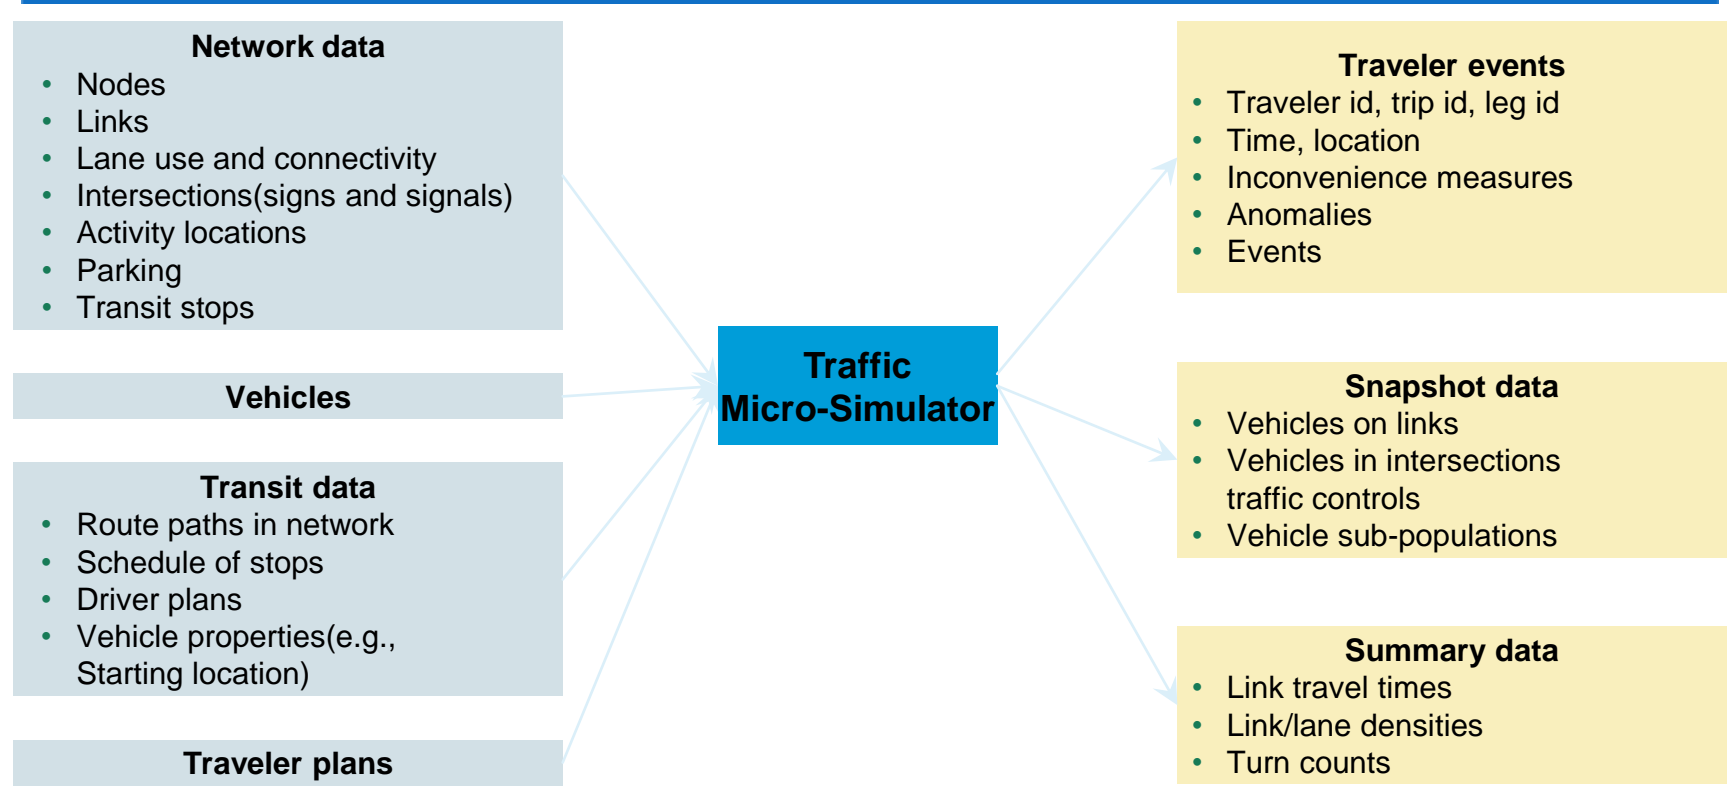 Network data
• Nodes
• Links
• Lane use and connectivity
• Intersections(signs and signals)
• Activity locations
• Parking
• Transit stops
Vehicles
Transit data
• Route paths in network
• Schedule of stops
• Driver plans
• Vehicle properties(e.g.,
Starting location)
Traveler plans
Traffic
Micro-Simulator
Traveler events
• Traveler id, trip id, leg id
• Time, location
• Inconvenience measures
• Anomalies
• Events
Snapshot data
• Vehicles on links
• Vehicles in intersections
traffic controls
• Vehicle sub-populations
Summary data
• Link travel times
• Link/lane densities
• Turn counts